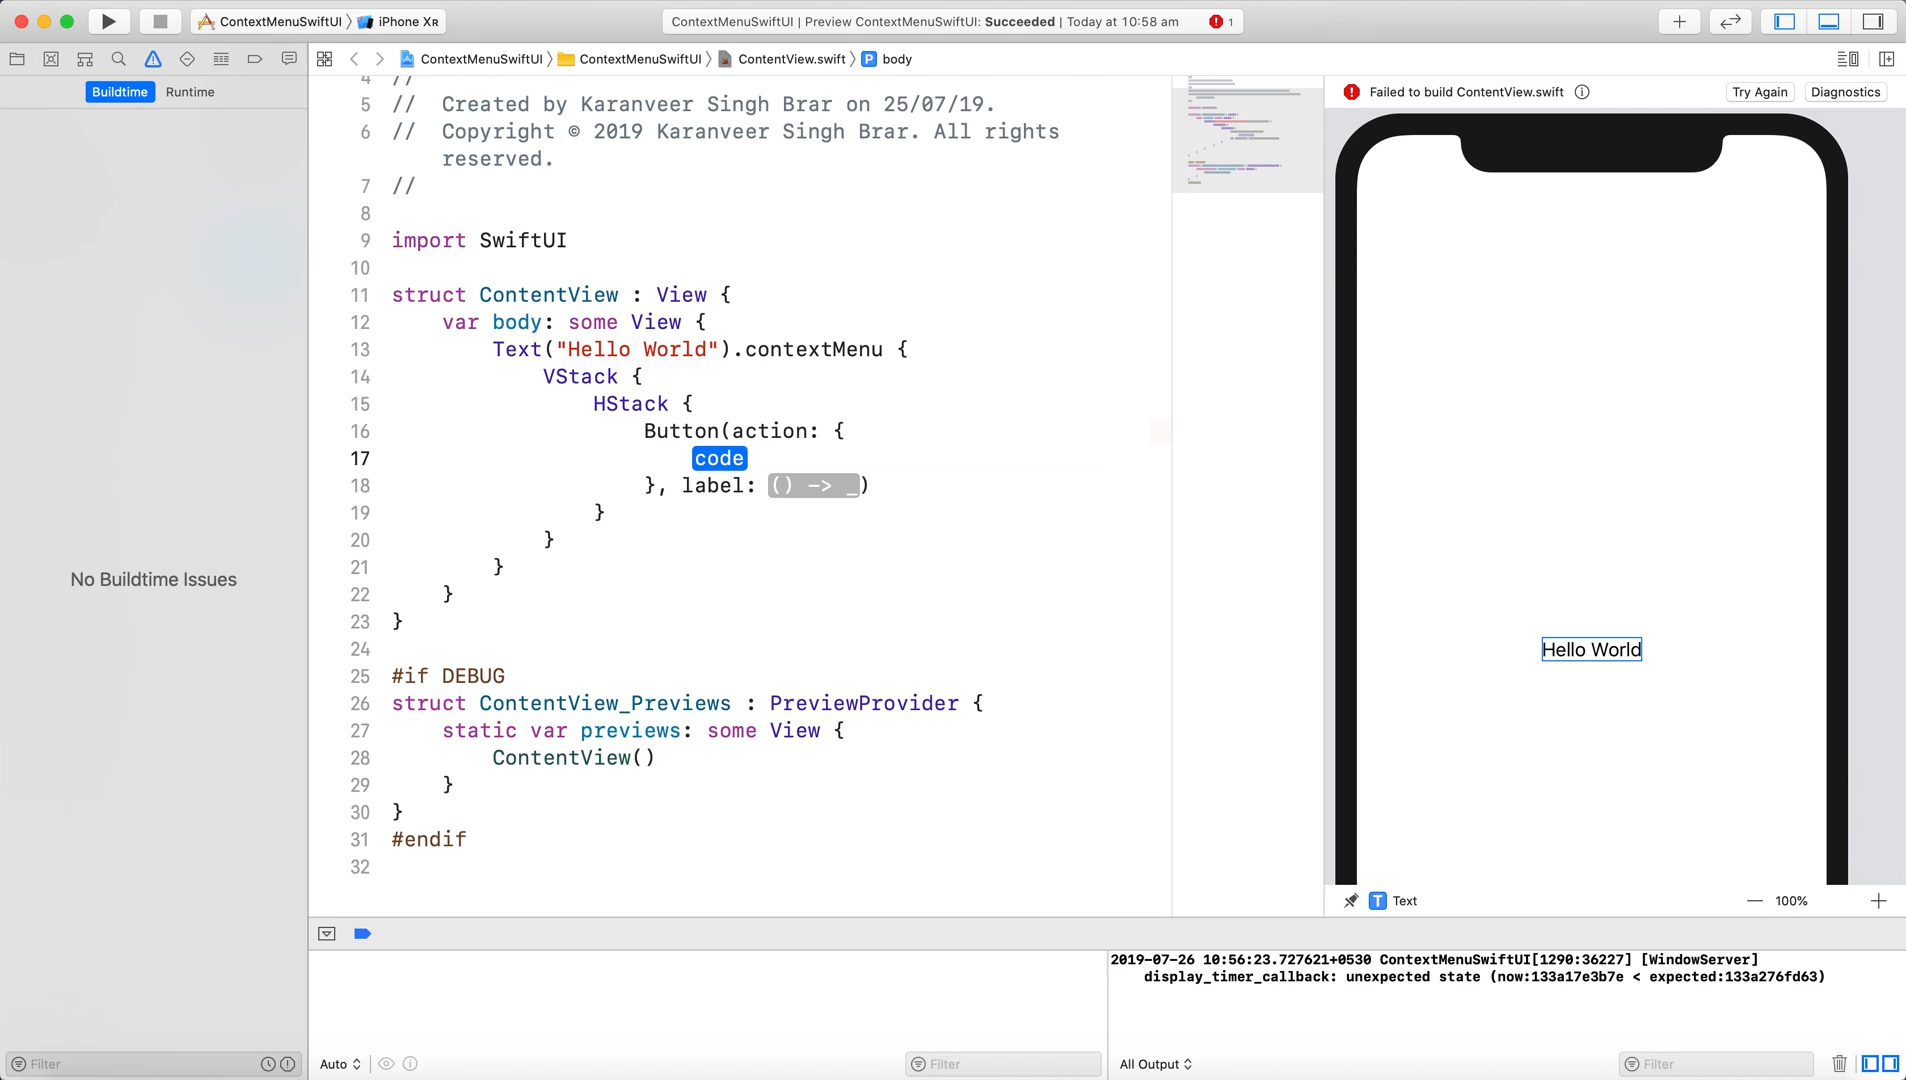 ContextMenuSwiftUI 〉 iPhone Xʀ
ContextMenuSwiftUI | Preview ContextMenuSwiftUI: Succeeded | Today at 10:58 am
1
ContextMenuSwiftUI 〉 ContextMenuSwiftUI 〉 ContentView.swift 〉 P body
Buildtime Runtime
No Buildtime Issues
4 //
5 // Created by Karanveer Singh Brar on 25/07/19.
6 // Copyright © 2019 Karanveer Singh Brar. All rights
reserved.
7 //
8
9 import SwiftUI
10
11 struct ContentView : View {
12 var body: some View {
13 Text("Hello World").contextMenu {
14 VStack {
15 HStack {
16 Button(action: {
17 code
18 }, label: () -> _)
19 }
20 }
21 }
22 }
23 }
24
25 #if DEBUG
26 struct ContentView_Previews : PreviewProvider {
27 static var previews: some View {
28 ContentView()
29 }
30 }
31 #endif
32
Failed to build ContentView.swift
Try Again
Diagnostics
Hello World
T Text
100%
2019-07-26 10:56:23.727621+0530 ContextMenuSwiftUI[1290:36227] [WindowServer]
display_timer_callback: unexpected state (now:133a17e3b7e < expected:133a276fd63)
Filter
Auto
Filter
All Output
Filter